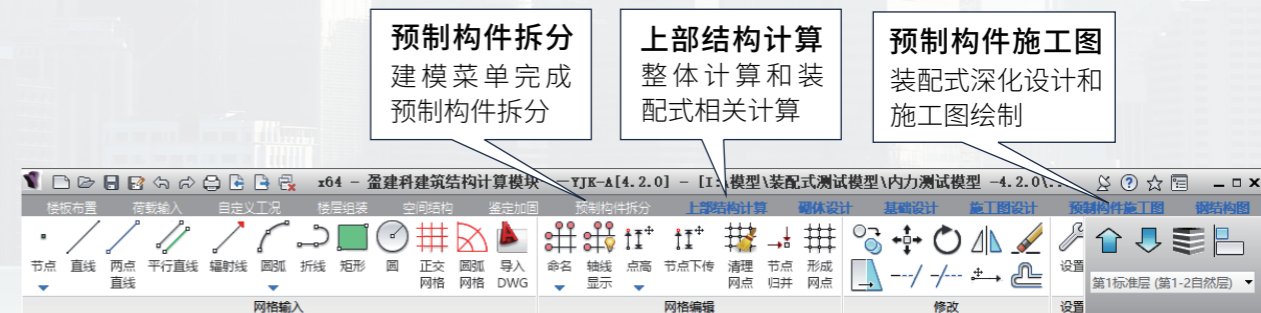 预制构件拆分
建模菜单完成
预制构件拆分
上部结构计算
整体计算和装
配式相关计算
预制构件施工图
装配式深化设计和
施工图绘制
x64 - 盈建科建筑结构计算模块 --YJK-A[4.2.0] - [I:\模型\装配式测试模型\内力测试模型 -4.2.0\...
楼板布置 荷载输入 自定义工况 楼层组装 空间结构 鉴定加固 预制构件拆分 上部结构计算 砌体设计 基础设计 施工图设计 预制构件施工图 钢结构图
节点 直线 两点直线 平行直线 辐射线 圆弧 折线 矩形 圆 正交网格 圆弧网格 导入DWG 命名 轴线显示 点高 节点下传 清理网点 节点归并 形成网点 设置
第1标准层 (第1-2自然层)
网格输入 网格编辑 修改 设置